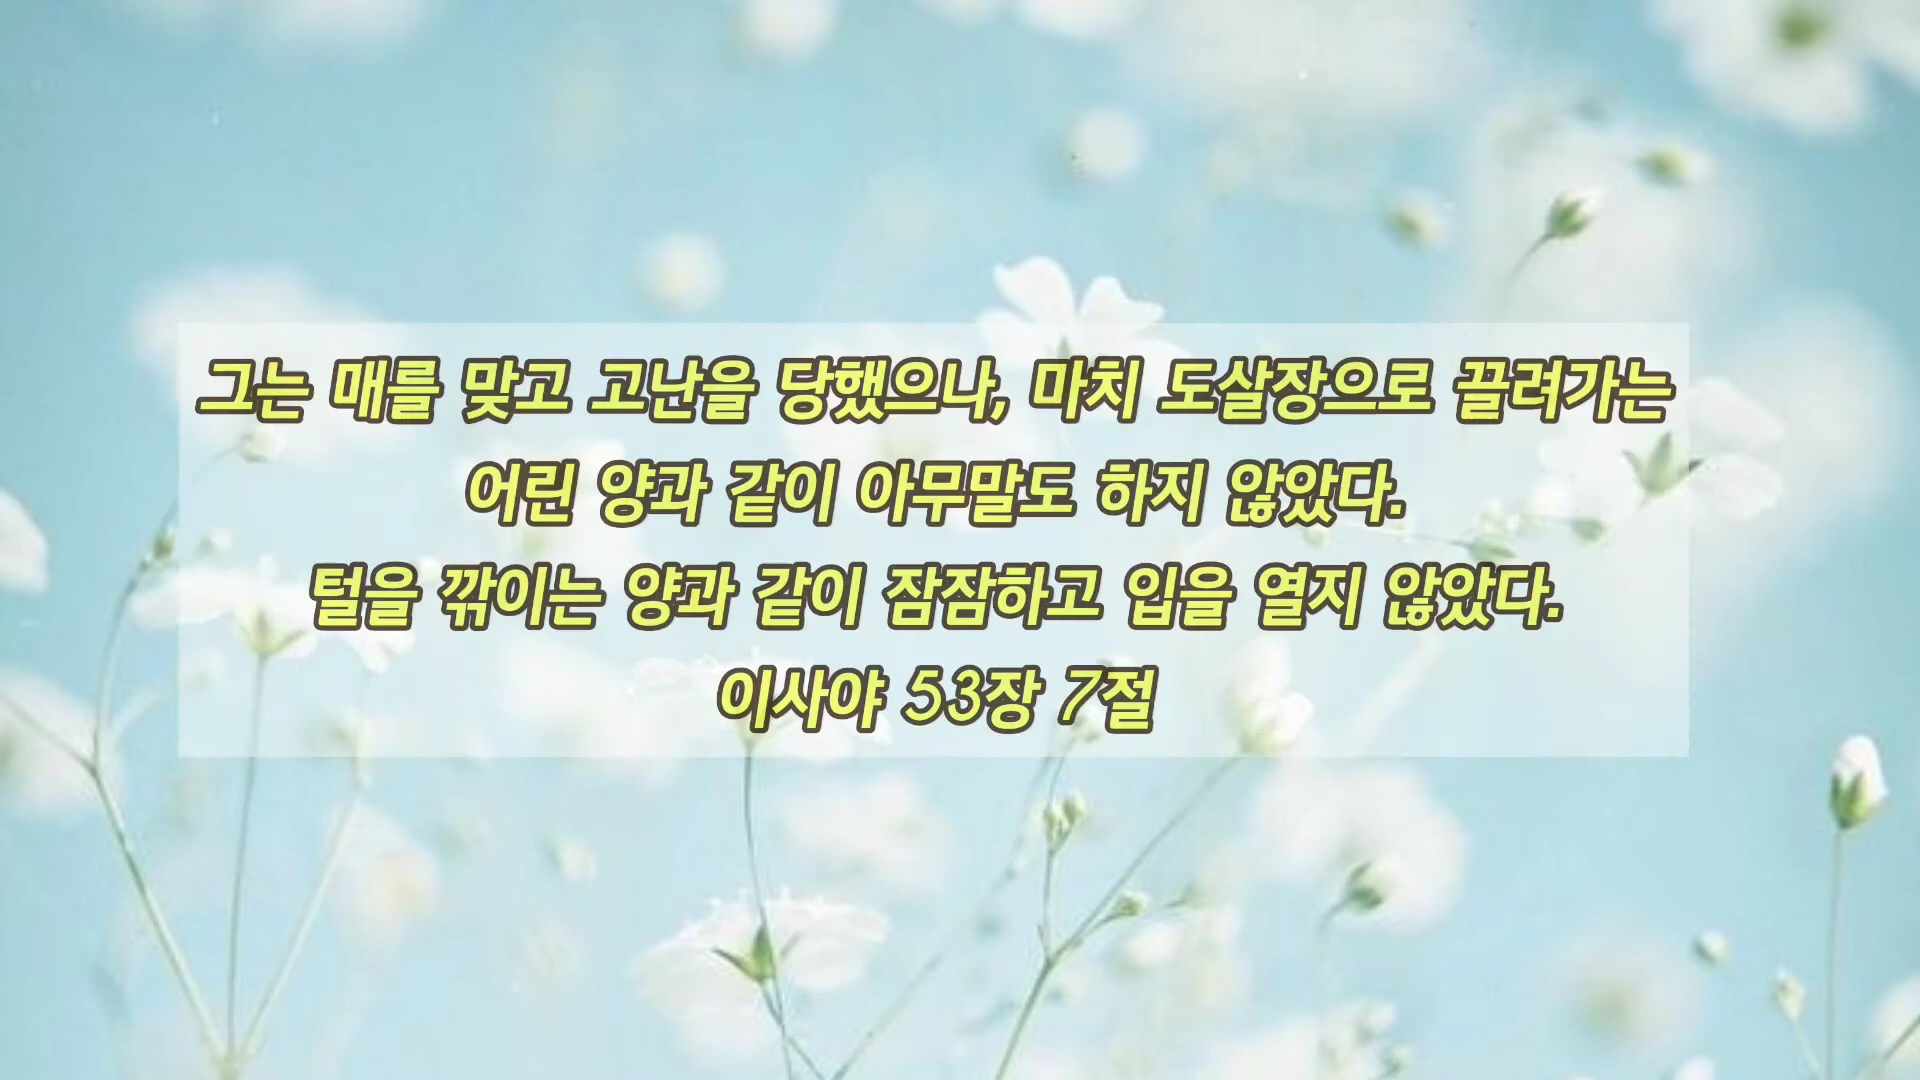 그는 매를 맞고 고난을 당했으나, 마치 도살장으로 끌려가는
어린 양과 같이 아무말도 하지 않았다.
털을 깎이는 양과 같이 잠잠하고 입을 열지 않았다.
이사야 53장 7절